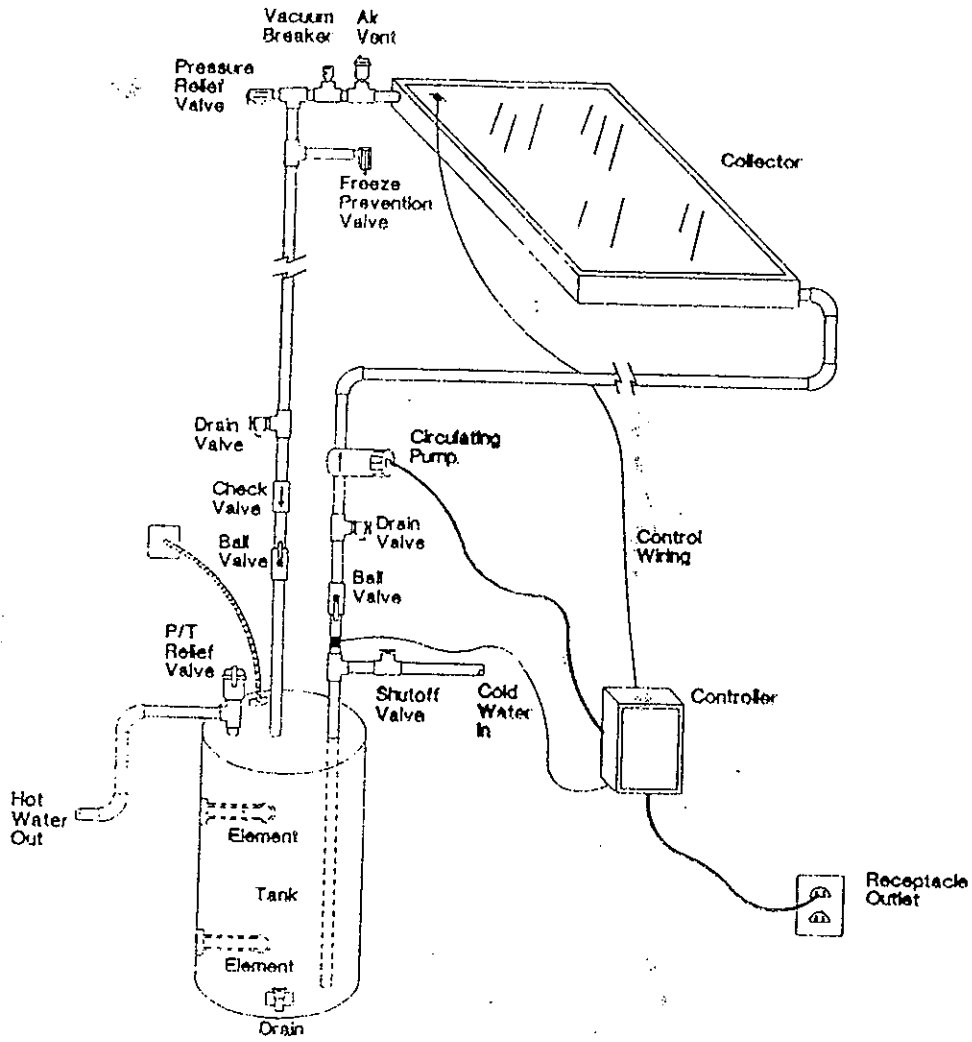 Vacuum
Breaker
Air
Vent
Pressure
Relief
Valve
Collector
Freeze
Prevention
Valve
Drain
Valve
Circulating
Pump.
Check
Valve
Drain
Valve
Ball
Valve
Control
Wiring
Ball
Valve
P/T
Relief
Valve
Shutoff
Valve
Cold
Water
In
Controller
Hot
Water
Out
Element
Tank
Receptacle
Outlet
Element
Drain